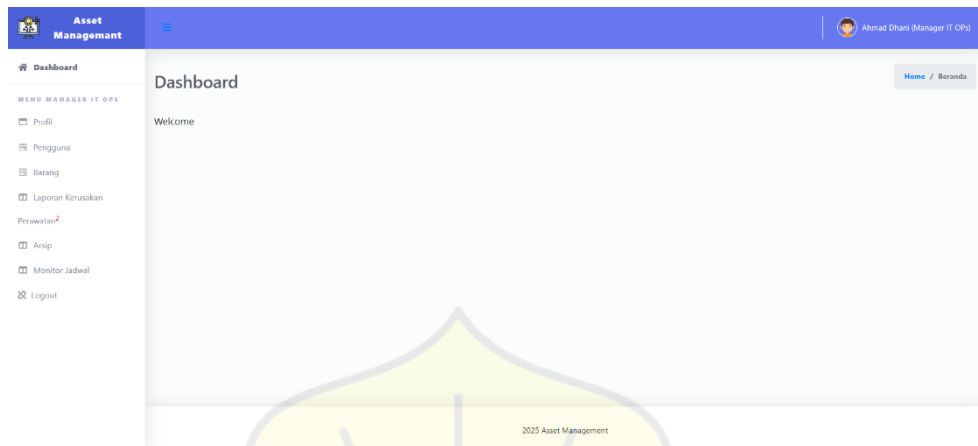 Asset
Managemant
Ahmad Dhani (Manager IT OPs)
Dashboard
Dashboard
Home / Beranda
MENU MANAGER IT OPS
Profil
Welcome
Pengguna
Barang
Laporan Kerusakan
Perawatan2
Arsip
Monitor Jadwal
Logout
2025 Asset Management